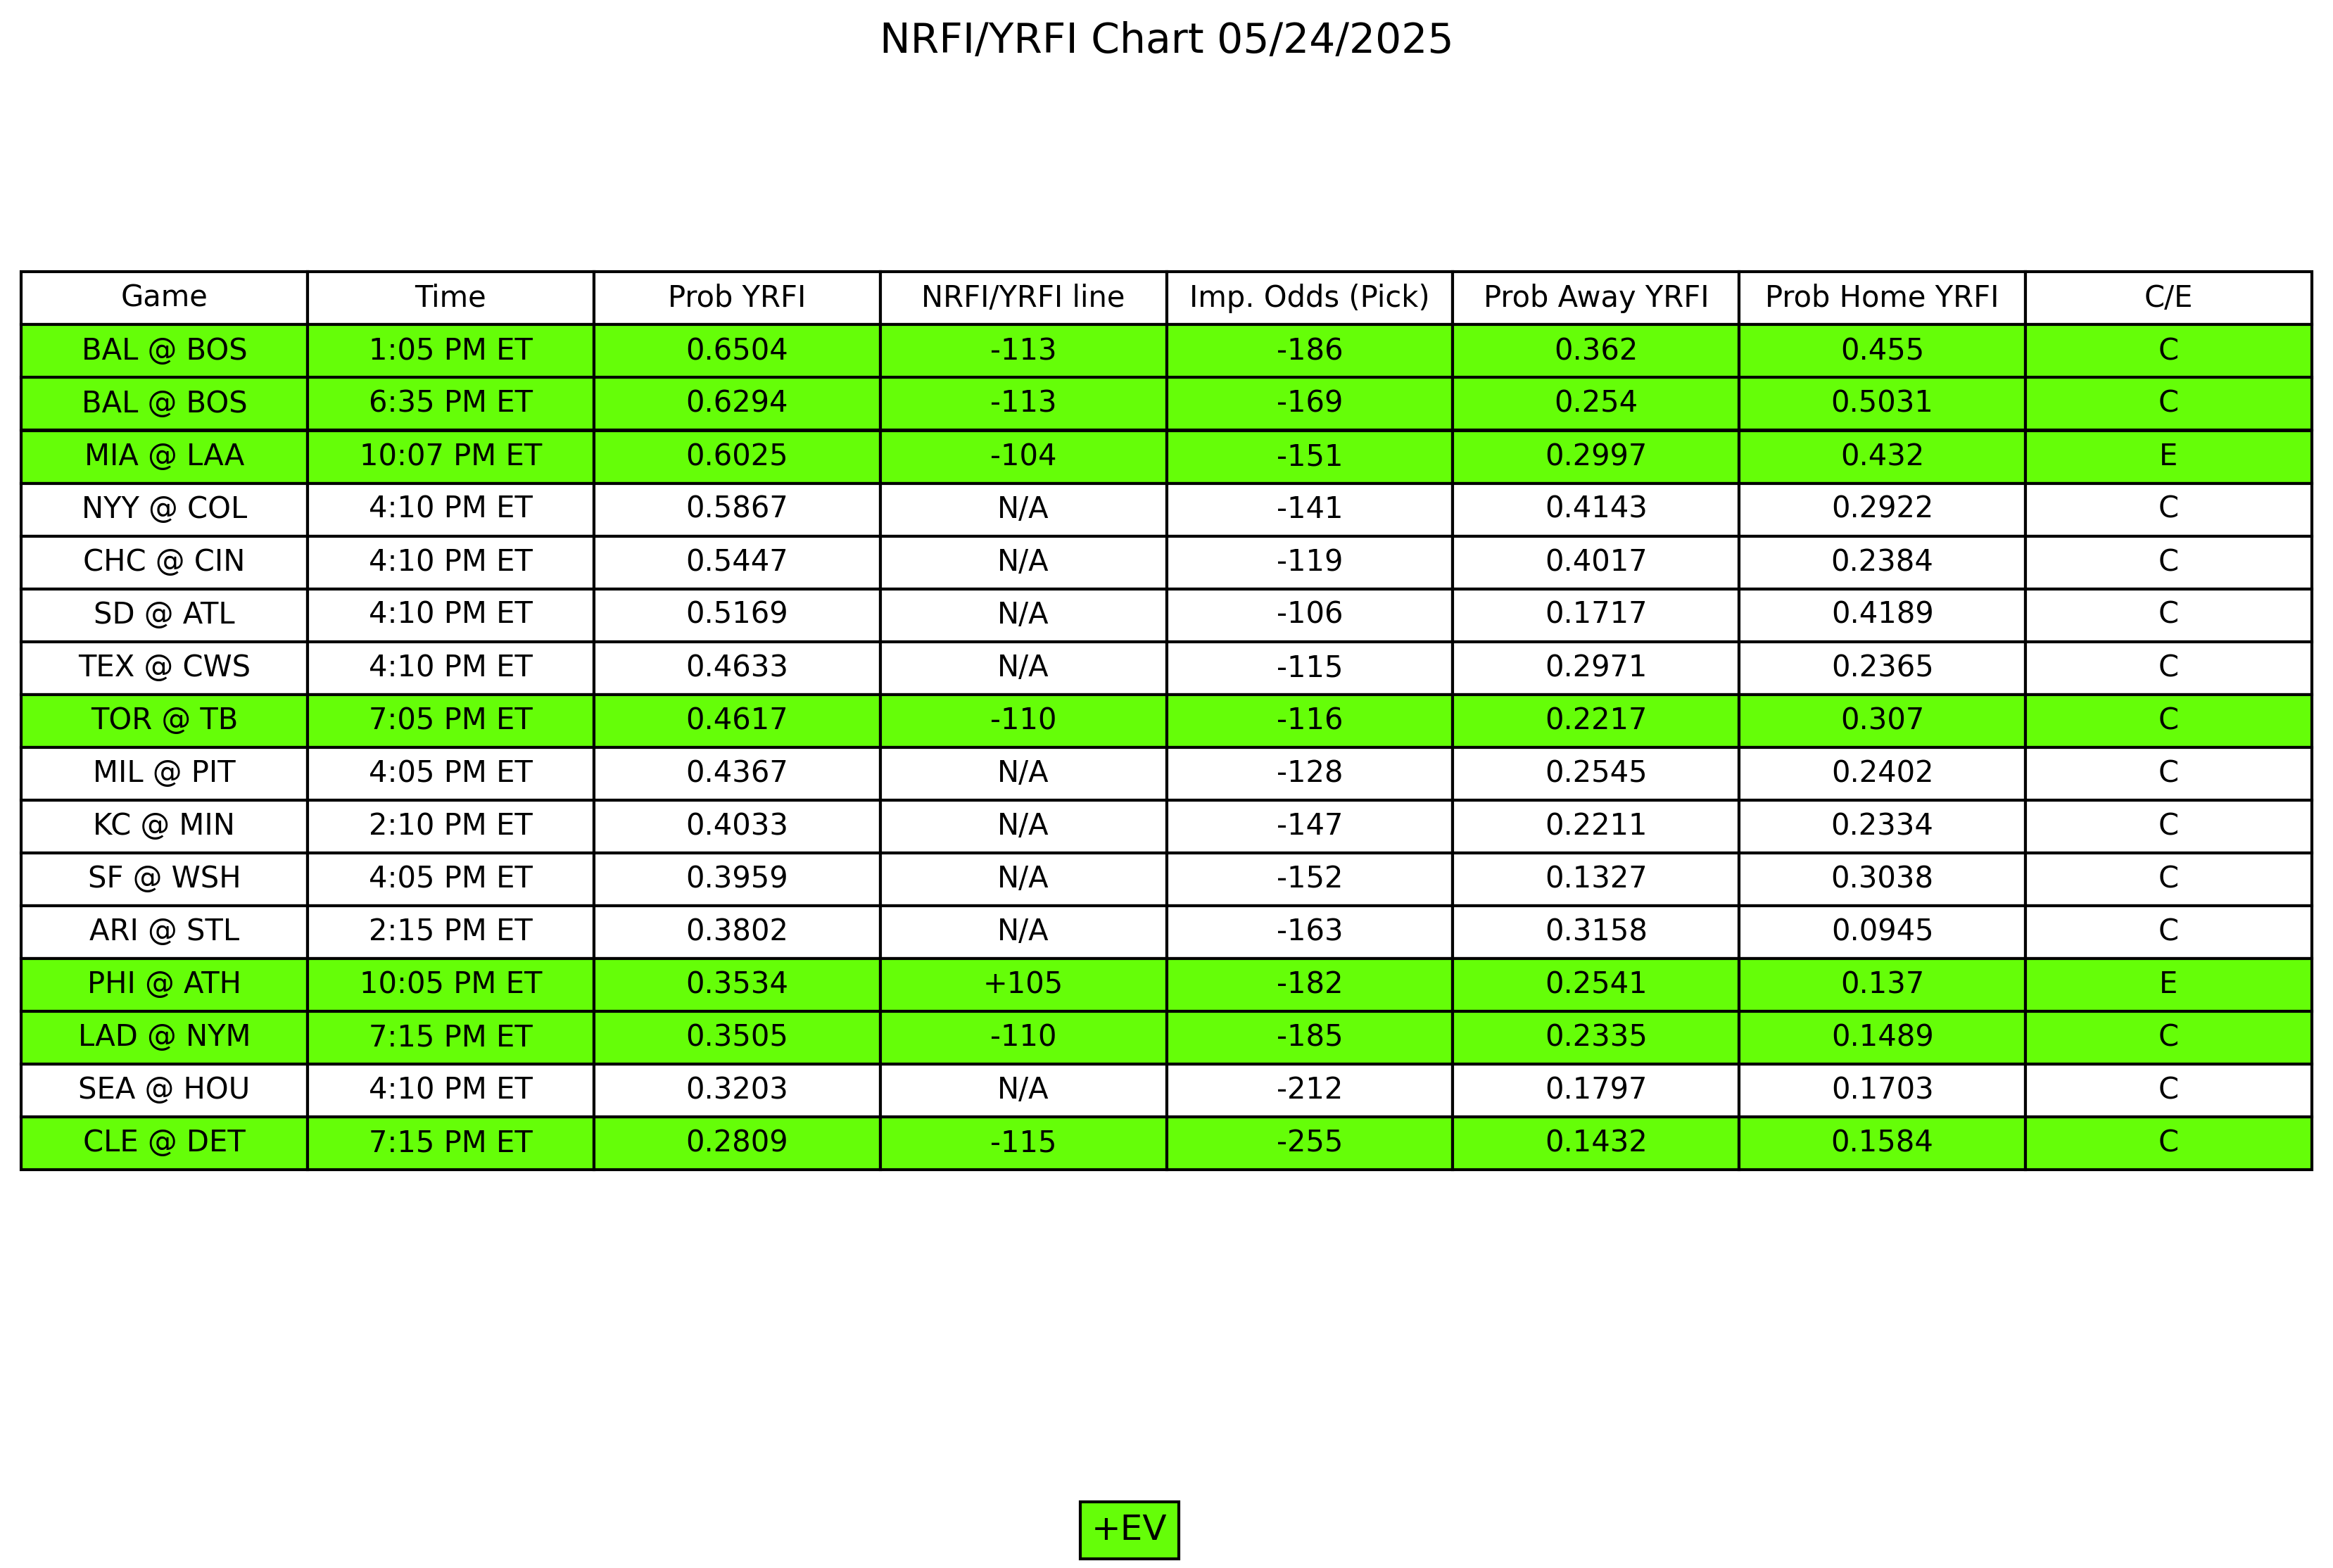 NRFI/YRFI Chart 05/24/2025
Game Time Prob YRFI NRFI/YRFI line Imp. Odds (Pick) Prob Away YRFI Prob Home YRFI C/E
BAL @ BOS 1:05 PM ET 0.6504 -113 -186 0.362 0.455 C
BAL @ BOS 6:35 PM ET 0.6294 -113 -169 0.254 0.5031 C
MIA @ LAA 10:07 PM ET 0.6025 -104 -151 0.2997 0.432 E
NYY @ COL 4:10 PM ET 0.5867 N/A -141 0.4143 0.2922 C
CHC @ CIN 4:10 PM ET 0.5447 N/A -119 0.4017 0.2384 C
SD @ ATL 4:10 PM ET 0.5169 N/A -106 0.1717 0.4189 C
TEX @ CWS 4:10 PM ET 0.4633 N/A -115 0.2971 0.2365 C
TOR @ TB 7:05 PM ET 0.4617 -110 -116 0.2217 0.307 C
MIL @ PIT 4:05 PM ET 0.4367 N/A -128 0.2545 0.2402 C
KC @ MIN 2:10 PM ET 0.4033 N/A -147 0.2211 0.2334 C
SF @ WSH 4:05 PM ET 0.3959 N/A -152 0.1327 0.3038 C
ARI @ STL 2:15 PM ET 0.3802 N/A -163 0.3158 0.0945 C
PHI @ ATH 10:05 PM ET 0.3534 +105 -182 0.2541 0.137 E
LAD @ NYM 7:15 PM ET 0.3505 -110 -185 0.2335 0.1489 C
SEA @ HOU 4:10 PM ET 0.3203 N/A -212 0.1797 0.1703 C
CLE @ DET 7:15 PM ET 0.2809 -115 -255 0.1432 0.1584 C
+EV